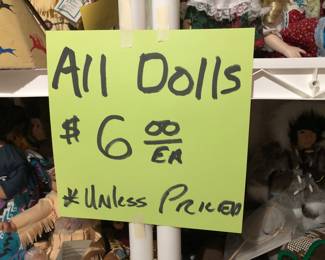 All Dolls
$6 00/EA
*Unless Priced